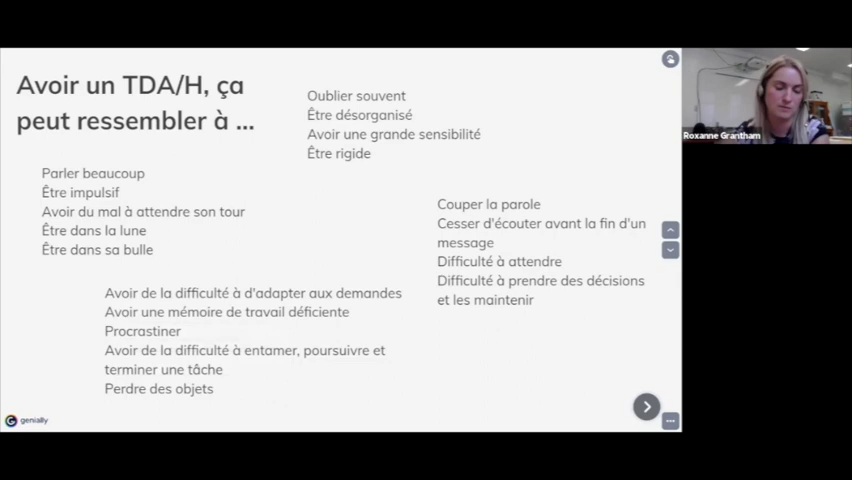 Avoir un TDA/H, ça
peut ressembler à ...
Oublier souvent
Être désorganisé
Avoir une grande sensibilité
Être rigide
Parler beaucoup
Être impulsif
Avoir du mal à attendre son tour
Être dans la lune
Être dans sa bulle
Couper la parole
Cesser d'écouter avant la fin d'un
message
Difficulté à attendre
Difficulté à prendre des décisions
et les maintenir
Avoir de la difficulté à d'adapter aux demandes
Avoir une mémoire de travail déficiente
Procrastiner
Avoir de la difficulté à entamer, poursuivre et
terminer une tâche
Perdre des objets
genially
Roxanne Grantham